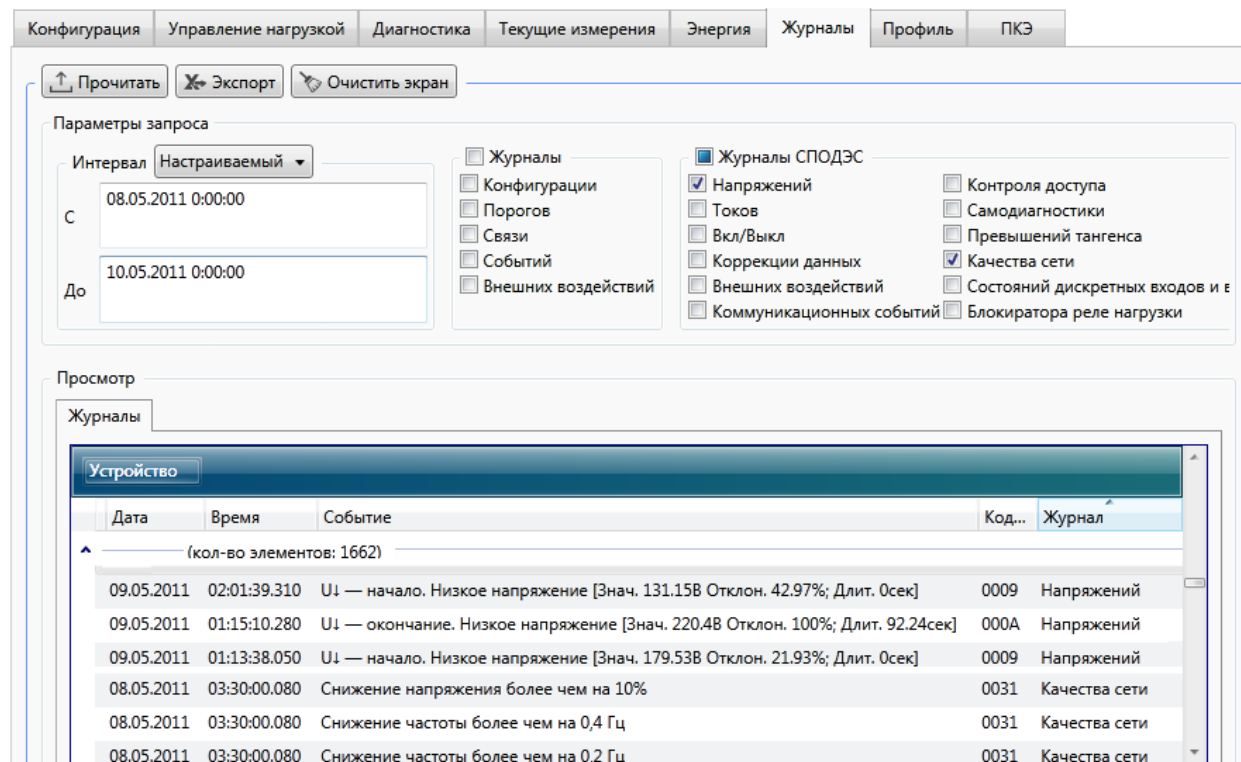 Конфигурация Управление нагрузкой Диагностика Текущие измерения Энергия Журналы Профиль ПКЭ
Прочитать Экспорт Очистить экран
Параметры запроса
Интервал Настраиваемый
С 08.05.2011 0:00:00
До 10.05.2011 0:00:00
Журналы
Конфигурации
Порогов
Связи
Событий
Внешних воздействий
Журналы СПОДЭС
Напряжений Контроля доступа
Токов Самодиагностики
Вкл/Выкл Превышений тангенса
Коррекции данных Качества сети
Внешних воздействий Состояний дискретных входов и в
Коммуникационных событий Блокиратора реле нагрузки
Просмотр
Журналы
Устройство
Дата Время Событие Код... Журнал
(кол-во элементов: 1662)
09.05.2011 02:01:39.310 U↓ — начало. Низкое напряжение [Знач. 131.15В Отклон. 42.97%; Длит. 0сек] 0009 Напряжений
09.05.2011 01:15:10.280 U↓ — окончание. Низкое напряжение [Знач. 220.4В Отклон. 100%; Длит. 92.24сек] 000A Напряжений
09.05.2011 01:13:38.050 U↓ — начало. Низкое напряжение [Знач. 179.53В Отклон. 21.93%; Длит. 0сек] 0009 Напряжений
08.05.2011 03:30:00.080 Снижение напряжения более чем на 10% 0031 Качества сети
08.05.2011 03:30:00.080 Снижение частоты более чем на 0,4 Гц 0031 Качества сети
08.05.2011 03:30:00.080 Снижение частоты более чем на 0,2 Гц 0031 Качества сети